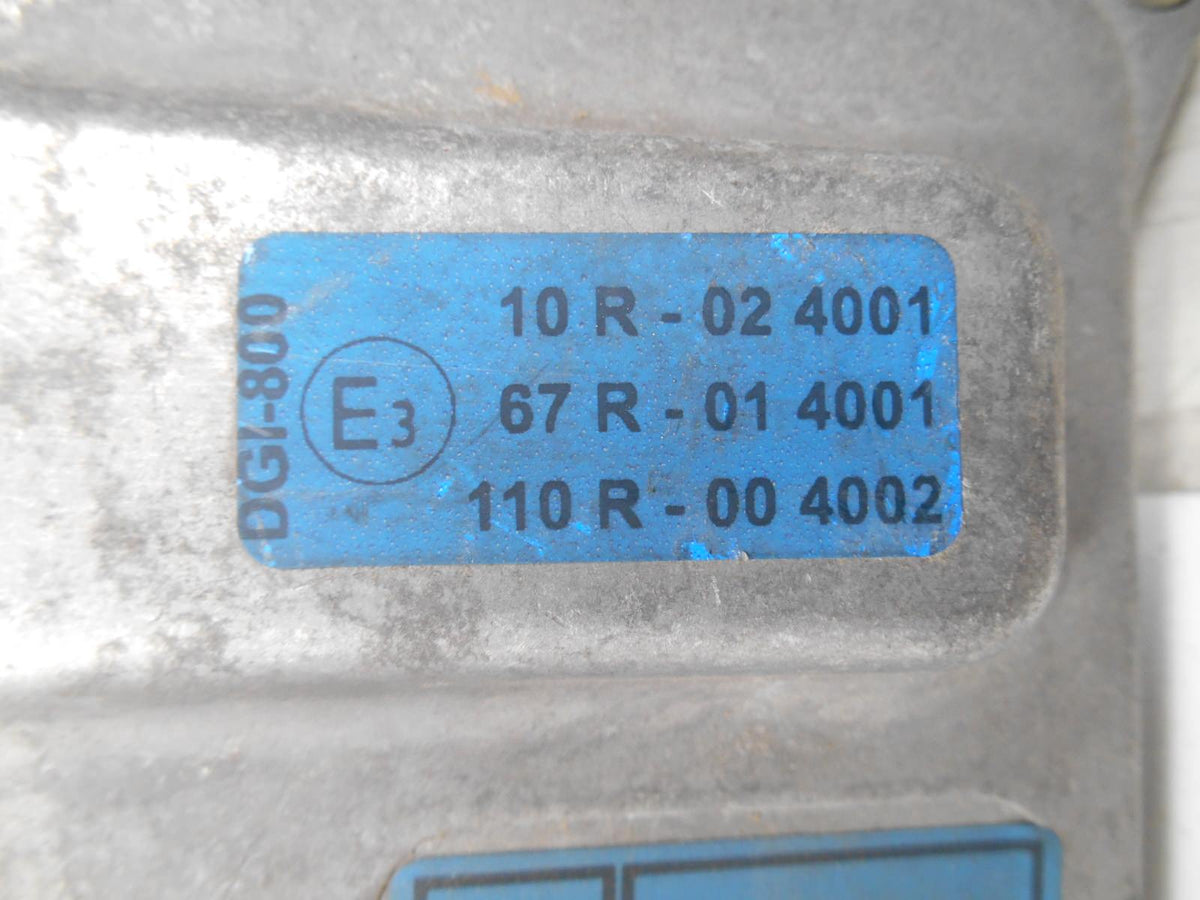 DGI-800
E3
10 R - 02 4001
67 R - 01 4001
110 R - 00 4002